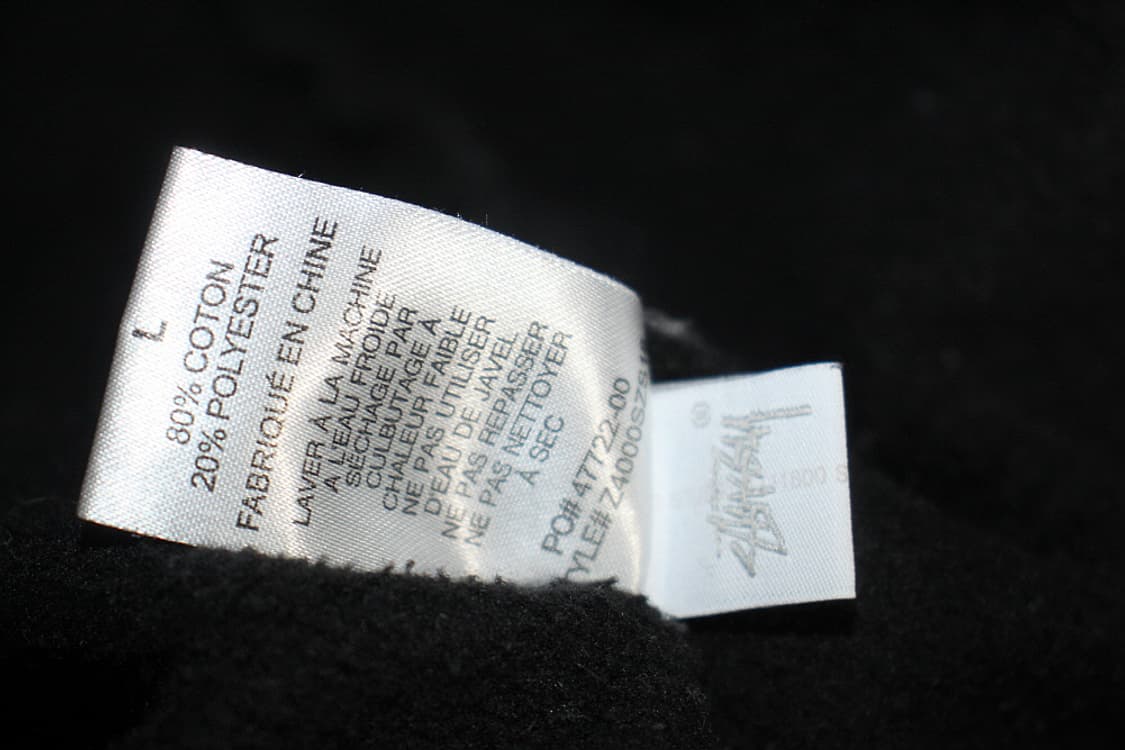 L
80% COTON
20% POLYESTER
FABRIQUÉ EN CHINE
LAVER À LA MACHINE
À L'EAU FROIDE
SÉCHAGE PAR
CULBUTAGE À
CHALEUR FAIBLE
NE PAS UTILISER
D'EAU DE JAVEL
NE PAS REPASSER
NE PAS NETTOYER
À SEC
PO# 47722-00